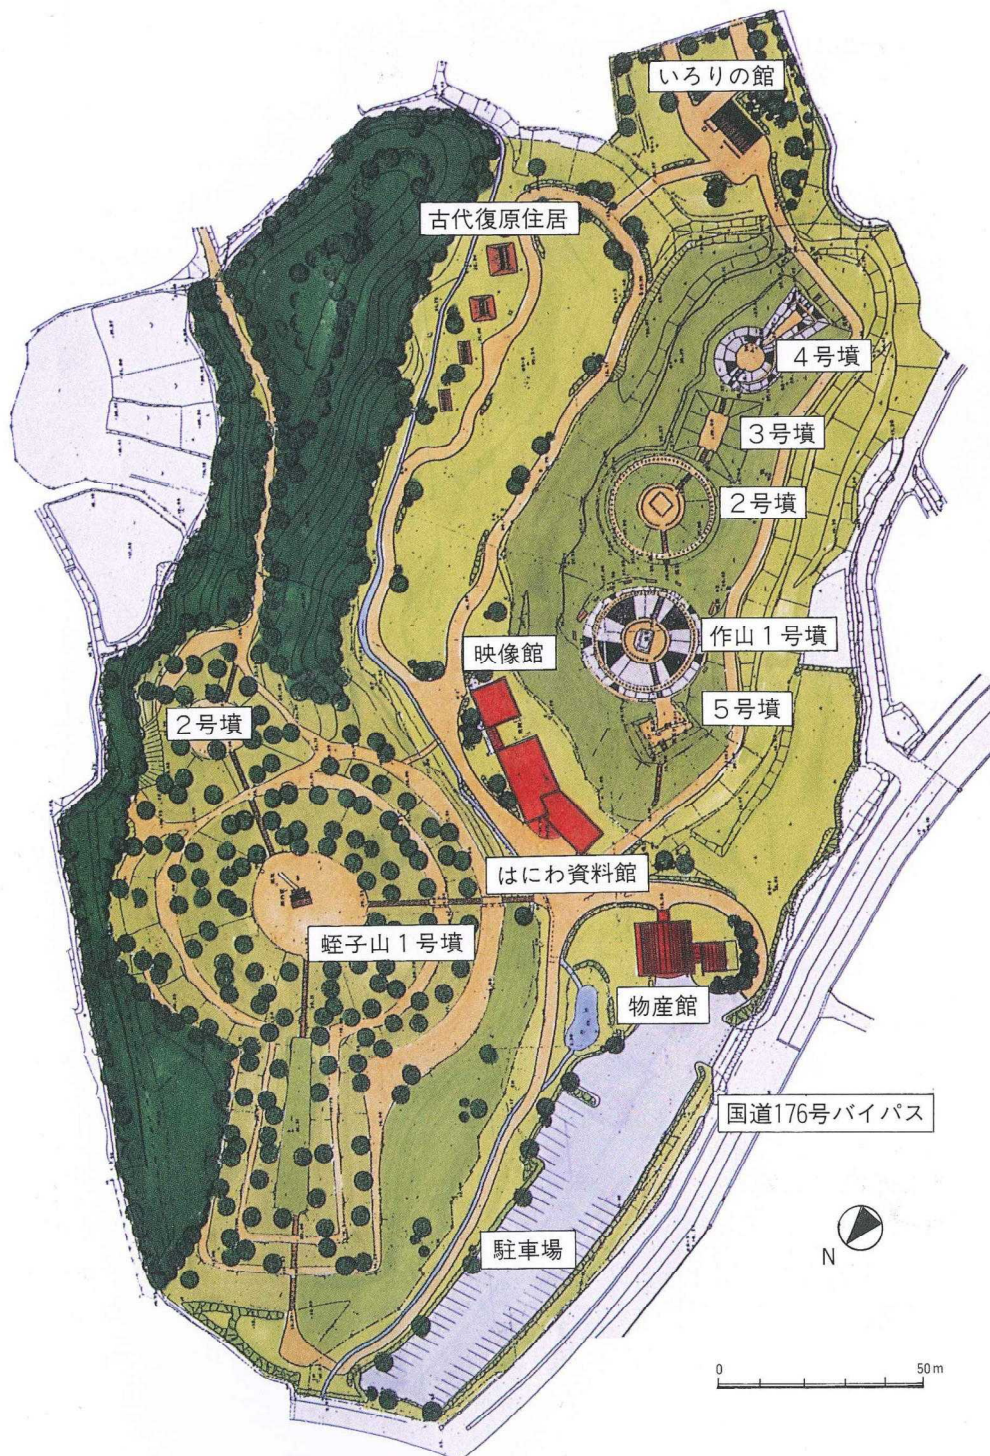 いろりの館
古代復原住居
4号墳
3号墳
2号墳
作山1号墳
映像館
5号墳
2号墳
はにわ資料館
蛭子山1号墳
物産館
国道176号バイパス
駐車場
N
0 50m